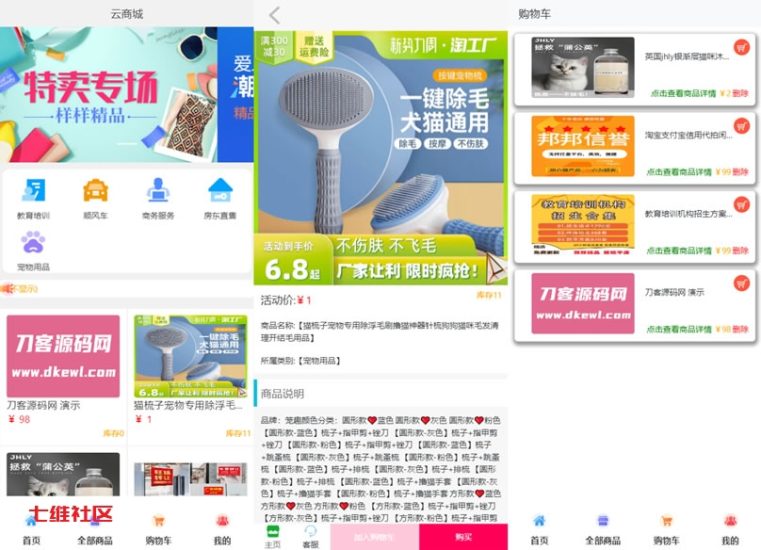 云商城
特卖专场
样样精品
爱
潮
精品
教育培训
顺风车
商务服务
房东直售
宠物用品
不显示)
刀客源码网
www.dkewl.com
刀客源码网 演示
¥ 98
库存0
按键宠物梳
一键除毛
犬猫通用
不伤肤 不飞毛
6.8起
猫梳子宠物专用除浮毛...
¥ 1
库存11
JHLY
拯救“蒲公英”
七维社区
首页
全部商品
购物车
我的
满300
减30
赠送
运费险
新势力周·淘工厂
按键宠物梳
一键除毛
犬猫通用
除毛
按摩
不伤肤
活动到手价
6.8起
不伤肤 不飞毛
厂家让利 限时疯抢!
活动价:¥ 1
库存11
商品名称:【猫梳子宠物专用除浮毛刷撸猫神器针梳狗狗猫咪毛发清
理开结毛用品】
所属类别:【宠物用品】
商品说明
品牌:笼趣颜色分类:圆形款❤蓝色 圆形款❤灰色 圆形款❤粉色
【圆形款-蓝色】梳子+指甲剪+锉刀 【圆形款-灰色】梳子+指甲剪
+锉刀 【圆形款-粉色】梳子+指甲剪+锉刀 【圆形款-蓝色】梳子
+跳蚤梳 【圆形款-灰色】梳子+跳蚤梳 【圆形款-粉色】梳子+跳蚤
梳 【圆形款-蓝色】梳子+排梳 【圆形款-灰色】梳子+排梳 【圆形
款-粉色】梳子+排梳 【圆形款-蓝色】梳子+撸猫手套 【圆形款-灰
色】梳子+撸猫手套 【圆形款-粉色】梳子+撸猫手套 方形款❤蓝色
方形款❤灰色 方形款❤粉色 【方形款-蓝色】梳子+指甲剪+锉刀
【方形款-灰色】梳子+指甲剪+锉刀 【方形款-粉色】梳子+指甲剪
主页
客服
加入购物车
购买
购物车
JHLY
拯救“蒲公英”
英国jhly银渐层猫咪沐...
点击查看商品详情 ¥ 2 删除
邦邦信誉
淘宝支付宝信用代拍闲...
点击查看商品详情 ¥ 99 删除
教育培训机构
招生合集
教育培训机构招生方案...
点击查看商品详情 ¥ 99 删除
刀客源码网
www.dkewl.com
刀客源码网 演示
点击查看商品详情 ¥ 98 删除
首页
全部商品
购物车
我的